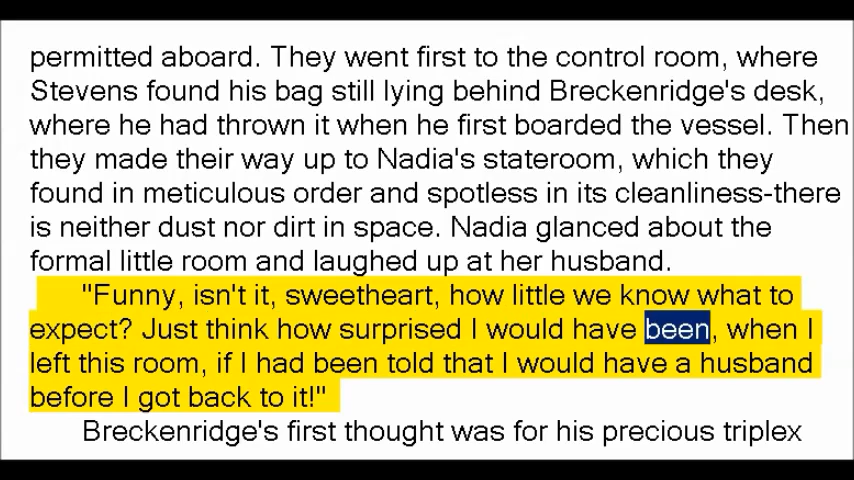 permitted aboard. They went first to the control room, where
Stevens found his bag still lying behind Breckenridge's desk,
where he had thrown it when he first boarded the vessel. Then
they made their way up to Nadia's stateroom, which they
found in meticulous order and spotless in its cleanliness-there
is neither dust nor dirt in space. Nadia glanced about the
formal little room and laughed up at her husband.
"Funny, isn't it, sweetheart, how little we know what to
expect? Just think how surprised I would have been, when I
left this room, if I had been told that I would have a husband
before I got back to it!"
Breckenridge's first thought was for his precious triplex